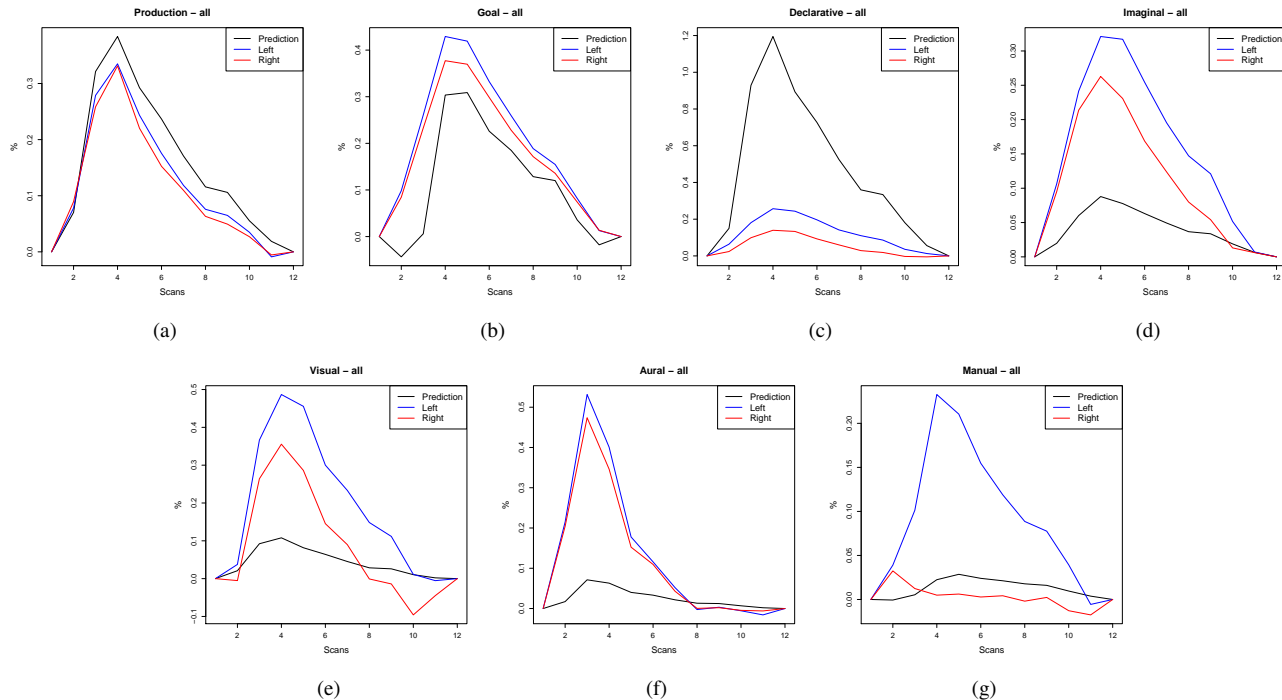 Production – all
Prediction
Left
Right
%
0.0 0.1 0.2 0.3
2 4 6 8 10 12
Scans
(a)
Goal – all
Prediction
Left
Right
%
0.0 0.1 0.2 0.3 0.4
2 4 6 8 10 12
Scans
(b)
Declarative – all
Prediction
Left
Right
%
0.0 0.2 0.4 0.6 0.8 1.0 1.2
2 4 6 8 10 12
Scans
(c)
Imaginal – all
Prediction
Left
Right
%
0.00 0.05 0.10 0.15 0.20 0.25 0.30
2 4 6 8 10 12
Scans
(d)
Visual – all
Prediction
Left
Right
%
−0.1 0.0 0.1 0.2 0.3 0.4 0.5
2 4 6 8 10 12
Scans
(e)
Aural – all
Prediction
Left
Right
%
0.0 0.1 0.2 0.3 0.4 0.5
2 4 6 8 10 12
Scans
(f)
Manual – all
Prediction
Left
Right
%
0.00 0.05 0.10 0.15 0.20
2 4 6 8 10 12
Scans
(g)